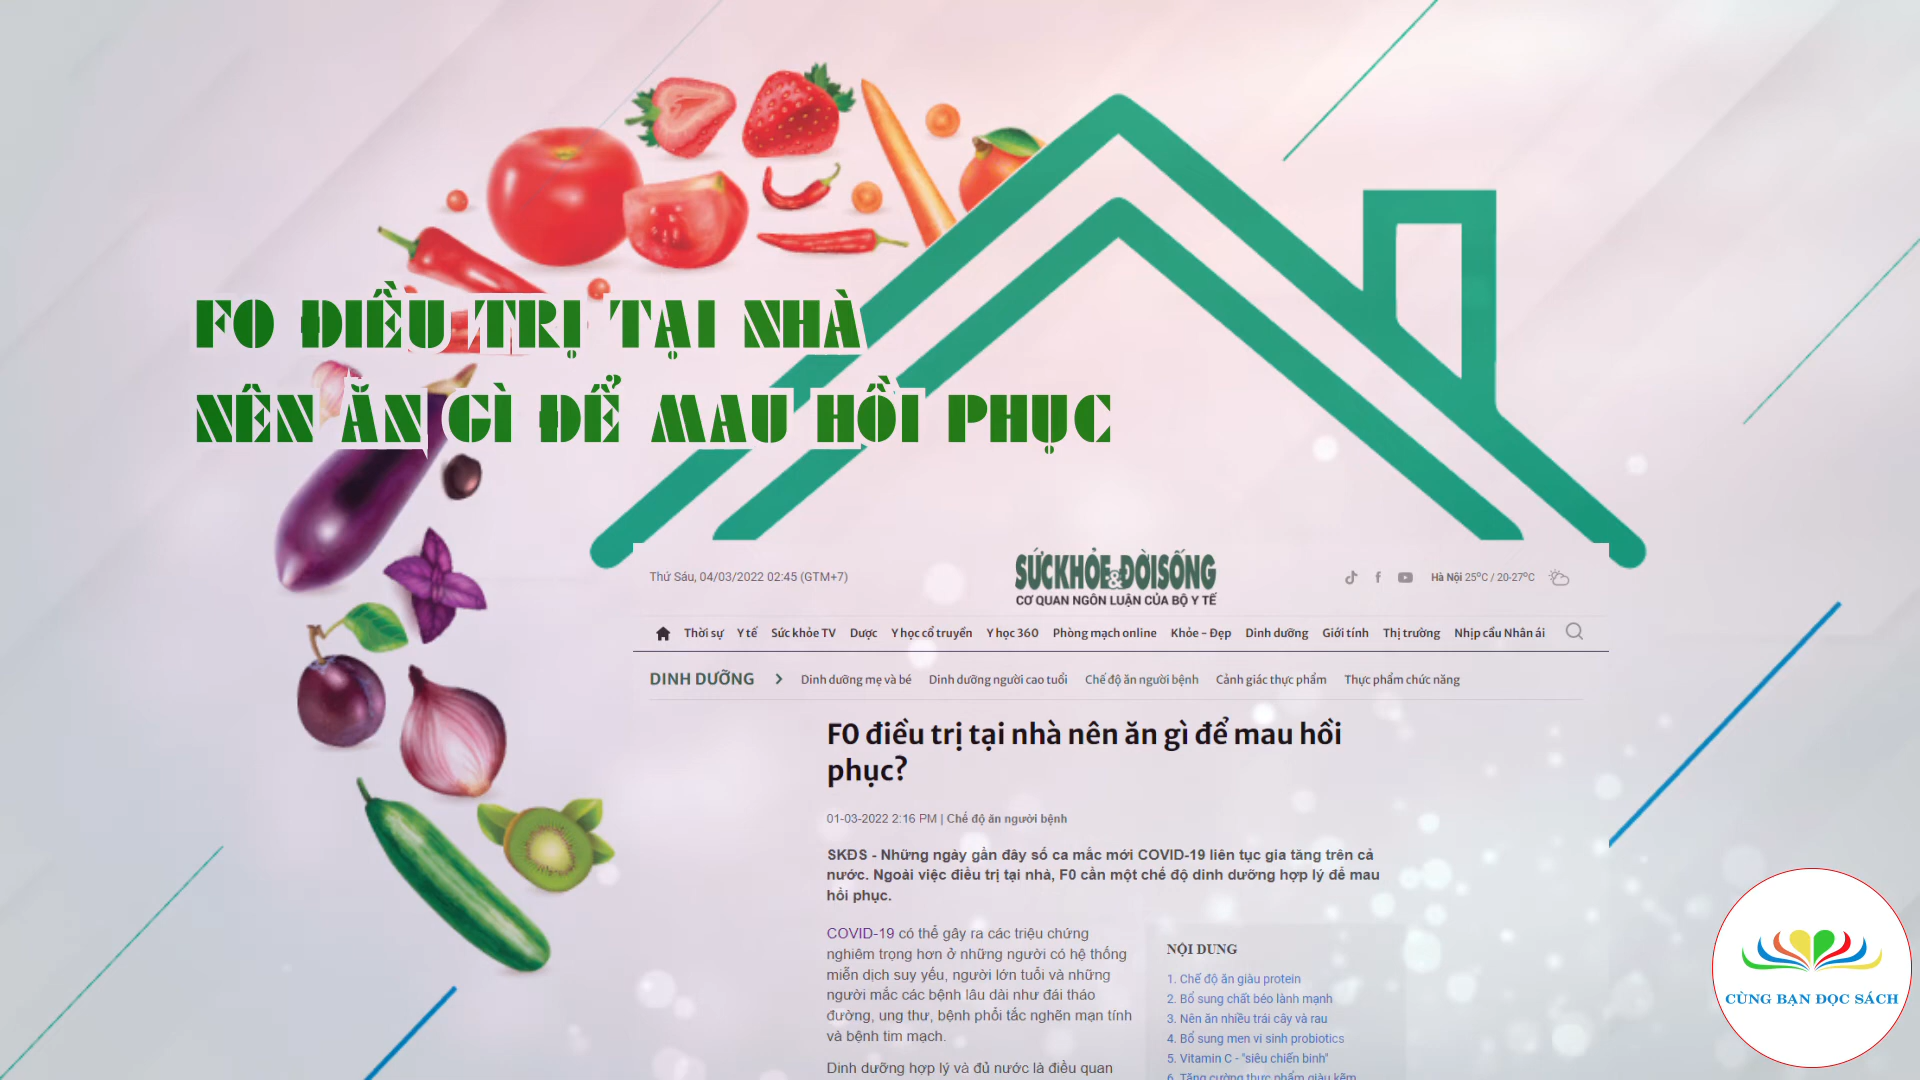 F0 ĐIỀU TRỊ TẠI NHÀ
NÊN ĂN GÌ ĐỂ MAU HỒI PHỤC
Thứ Sáu, 04/03/2022 02:45 (GTM+7)
SỨC KHỎE & ĐỜI SỐNG
CƠ QUAN NGÔN LUẬN CỦA BỘ Y TẾ
Hà Nội 25°C / 20-27°C
Thời sự Y tế Sức khỏe TV Dược Y học cổ truyền Y học 360 Phòng mạch online Khỏe - Đẹp Dinh dưỡng Giới tính Thị trường Nhịp cầu Nhân ái
DINH DƯỠNG Dinh dưỡng mẹ và bé Dinh dưỡng người cao tuổi Chế độ ăn người bệnh Cảnh giác thực phẩm Thực phẩm chức năng
F0 điều trị tại nhà nên ăn gì để mau hồi
phục?
01-03-2022 2:16 PM | Chế độ ăn người bệnh
SKĐS - Những ngày gần đây số ca mắc mới COVID-19 liên tục gia tăng trên cả
nước. Ngoài việc điều trị tại nhà, F0 cần một chế độ dinh dưỡng hợp lý để mau
hồi phục.
COVID-19 có thể gây ra các triệu chứng
nghiêm trọng hơn ở những người có hệ thống
miễn dịch suy yếu, người lớn tuổi và những
người mắc các bệnh lâu dài như đái tháo
đường, ung thư, bệnh phổi tắc nghẽn mạn tính
và bệnh tim mạch.
Dinh dưỡng hợp lý và đủ nước là điều quan
NỘI DUNG
1. Chế độ ăn giàu protein
2. Bổ sung chất béo lành mạnh
3. Nên ăn nhiều trái cây và rau
4. Bổ sung men vi sinh probiotics
5. Vitamin C - "siêu chiến binh"
6. Tăng cường thực phẩm giàu kẽm
CÙNG BẠN ĐỌC SÁCH